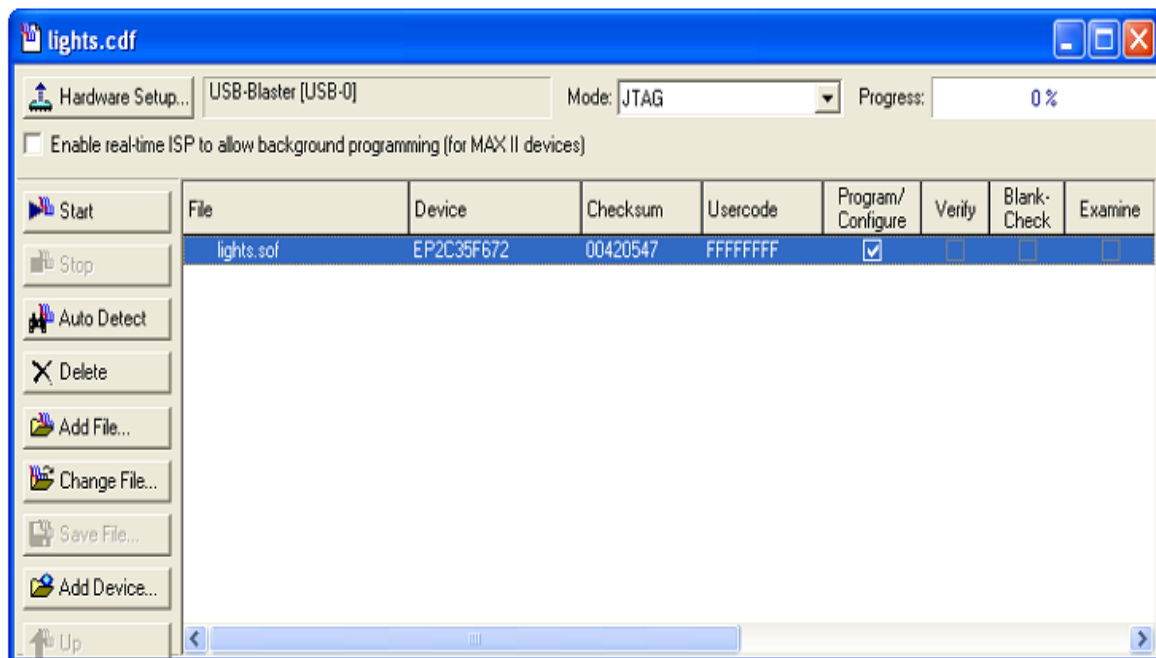 lights.cdf
Hardware Setup... USB-Blaster [USB-0] Mode: JTAG Progress: 0 %
Enable real-time ISP to allow background programming (for MAX II devices)
File Device Checksum Usercode Program/Configure Verify Blank-Check Examine
lights.sof EP2C35F672 00420547 FFFFFFFF
Start
Stop
Auto Detect
Delete
Add File...
Change File...
Save File...
Add Device...
Up